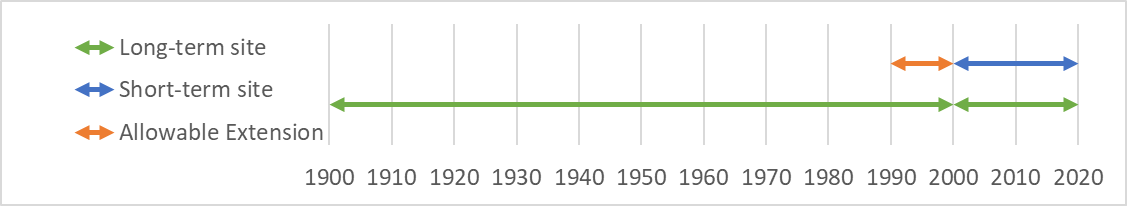 Long-term site
Short-term site
Allowable Extension
1900 1910 1920 1930 1940 1950 1960 1970 1980 1990 2000 2010 2020